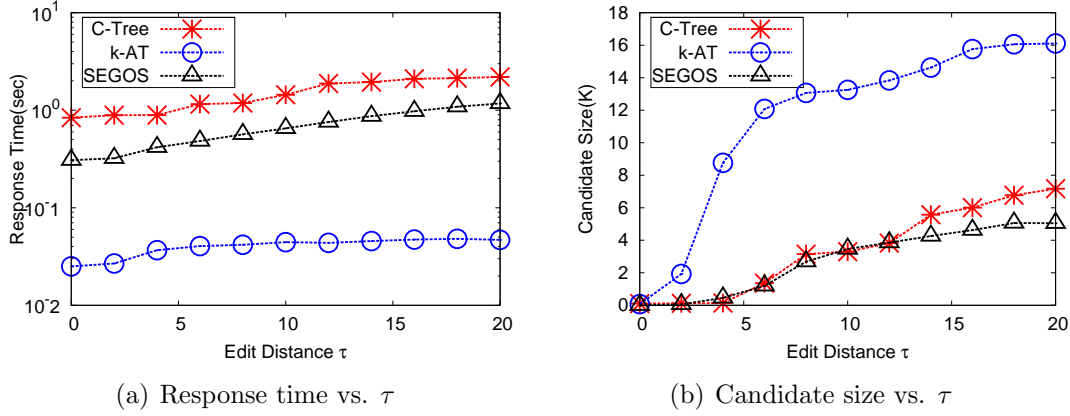 C-Tree
k-AT
SEGOS
10^1
10^0
10^-1
10^-2
Response Time(sec)
0 5 10 15 20
Edit Distance τ
(a) Response time vs. τ
C-Tree
k-AT
SEGOS
18
16
14
12
10
8
6
4
2
0
Candidate Size(K)
0 5 10 15 20
Edit Distance τ
(b) Candidate size vs. τ